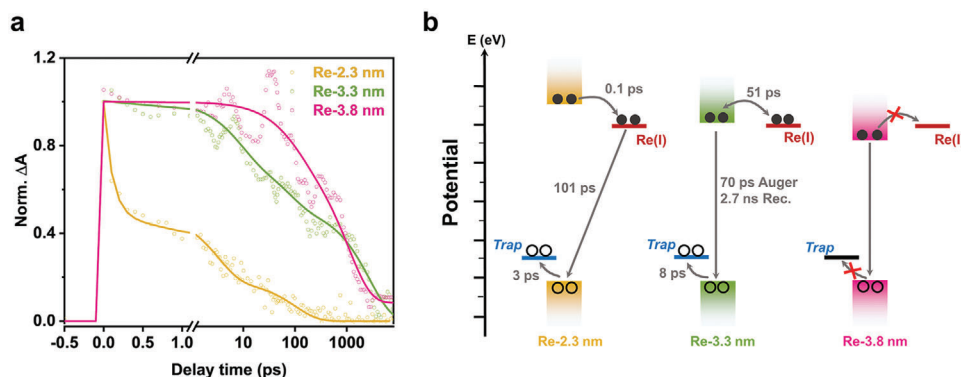 a
1.2
0.8
0.4
0.0
-0.5
0.0
0.5
1.0
10
100
1000
Norm. ΔA
Delay time (ps)
Re-2.3 nm
Re-3.3 nm
Re-3.8 nm
b
E (eV)
Potential
0.1 ps
Re(I)
101 ps
Trap
3 ps
Re-2.3 nm
51 ps
Re(I)
70 ps Auger
2.7 ns Rec.
Trap
8 ps
Re-3.3 nm
Re(I
Trap
Re-3.8 nm